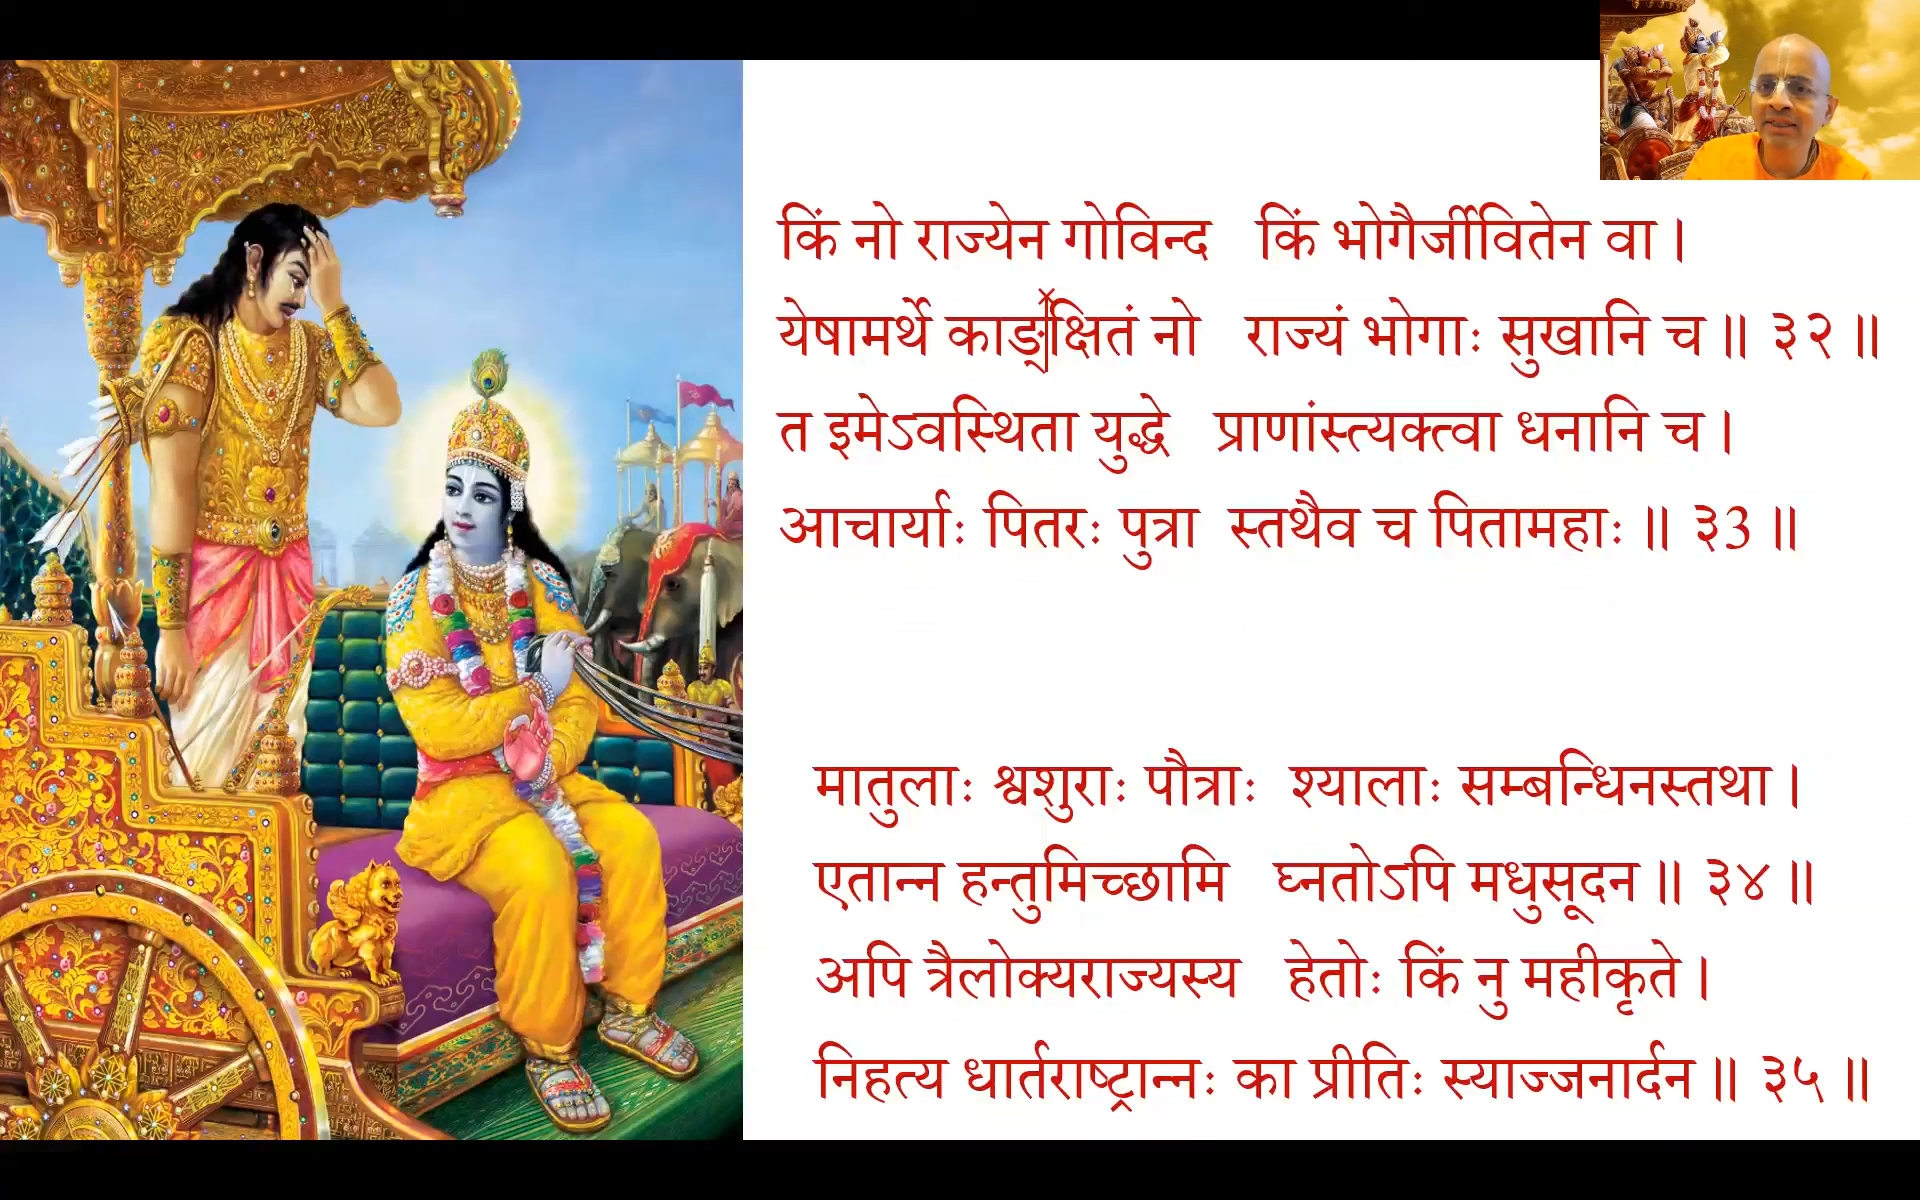 किं नो राज्येन गोविन्द किं भोगैर्जीवितेन वा।
येषामर्थे काङ्क्षितं नो राज्यं भोगाः सुखानि च॥ ३२॥
त इमेऽवस्थिता युद्धे प्राणांस्त्यक्त्वा धनानि च।
आचार्याः पितरः पुत्रा स्तथैव च पितामहाः॥ ३3॥
मातुलाः श्वशुराः पौत्राः श्यालाः सम्बन्धिनस्तथा।
एतान्न हन्तुमिच्छामि घ्नतोऽपि मधुसूदन॥ ३४॥
अपि त्रैलोक्यराज्यस्य हेतोः किं नु महीकृते।
निहत्य धार्तराष्ट्रान्नः का प्रीतिः स्याज्जनार्दन॥ ३५॥